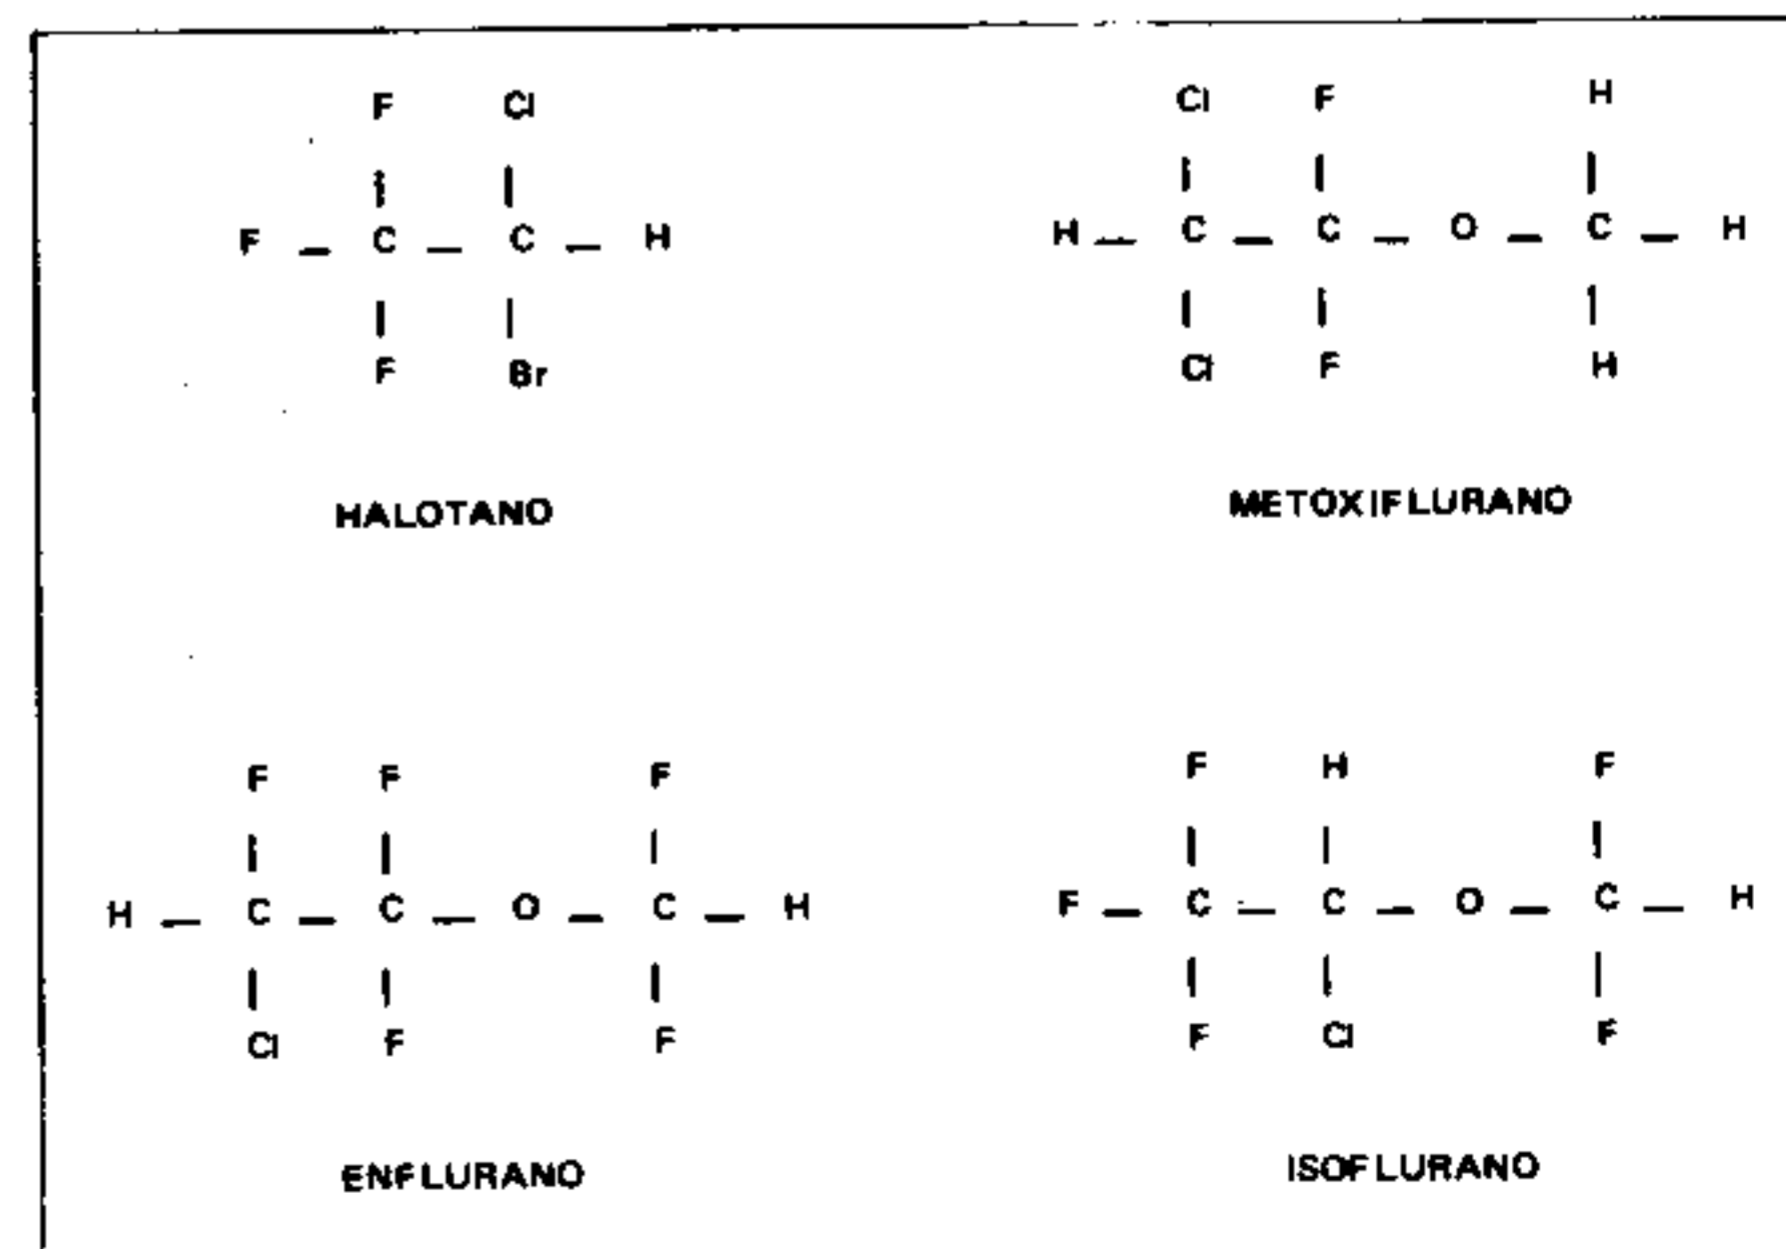 F Cl
F — C — C — H
F Br
HALOTANO
Cl F H
H — C — C — O — C — H
Cl F H
METOXIFLURANO
F F F
H — C — C — O — C — H
Cl F F
ENFLURANO
F H F
F — C — C — O — C — H
F Cl F
ISOFLURANO